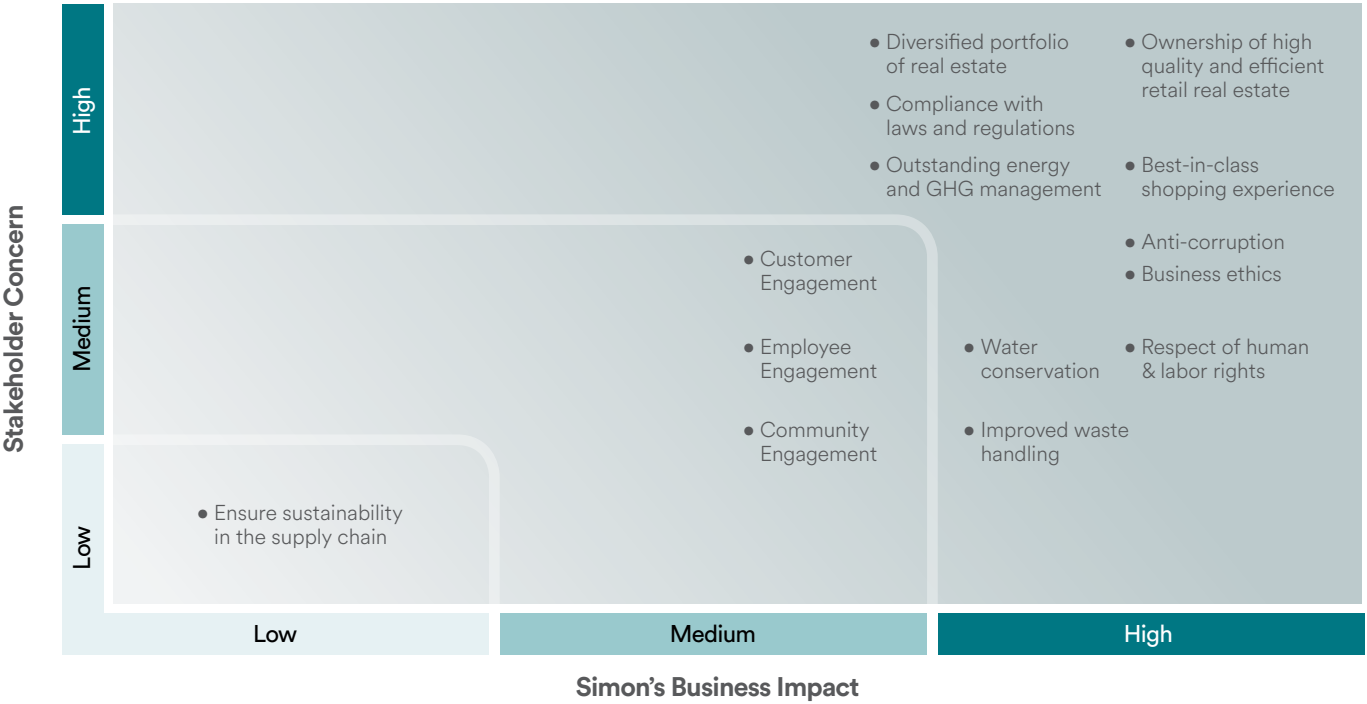 Stakeholder Concern
High
Medium
Low
• Diversified portfolio
of real estate
• Compliance with
laws and regulations
• Outstanding energy
and GHG management
• Ownership of high
quality and efficient
retail real estate
• Best-in-class
shopping experience
• Anti-corruption
• Business ethics
• Customer
Engagement
• Employee
Engagement
• Community
Engagement
• Water
conservation
• Improved waste
handling
• Respect of human
& labor rights
• Ensure sustainability
in the supply chain
Low
Medium
High
Simon's Business Impact